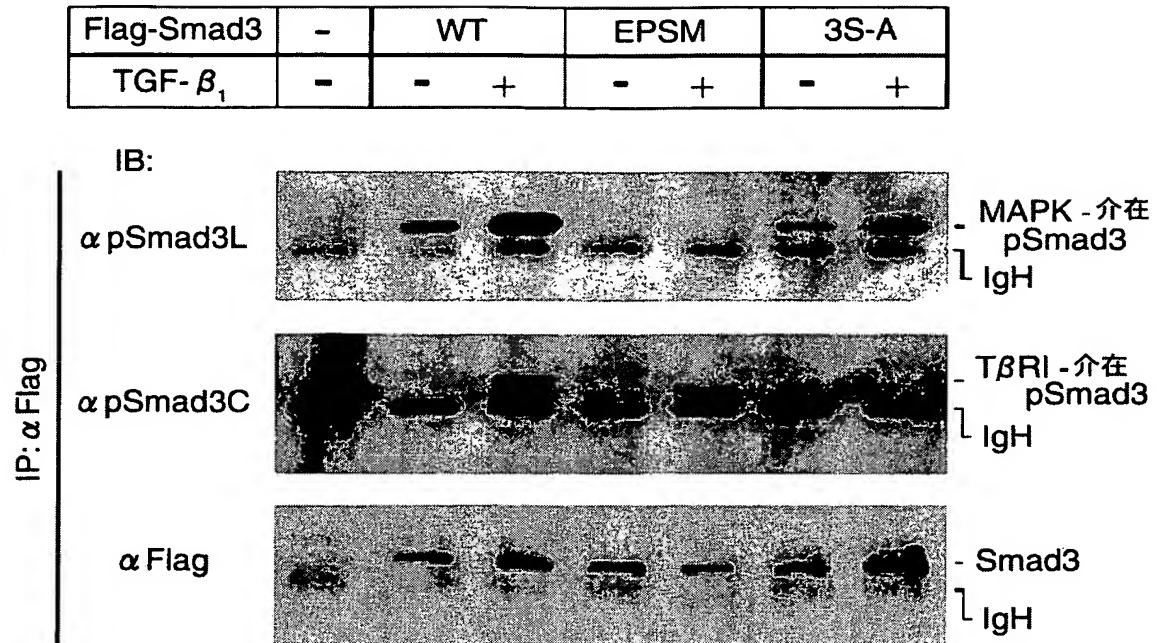 Flag-Smad3 - WT EPSM 3S-A
TGF-β₁ - - + - + - +
IB:
IP: α Flag
α pSmad3L
MAPK -介在
pSmad3
IgH
α pSmad3C
TβRI -介在
pSmad3
IgH
α Flag
Smad3
IgH